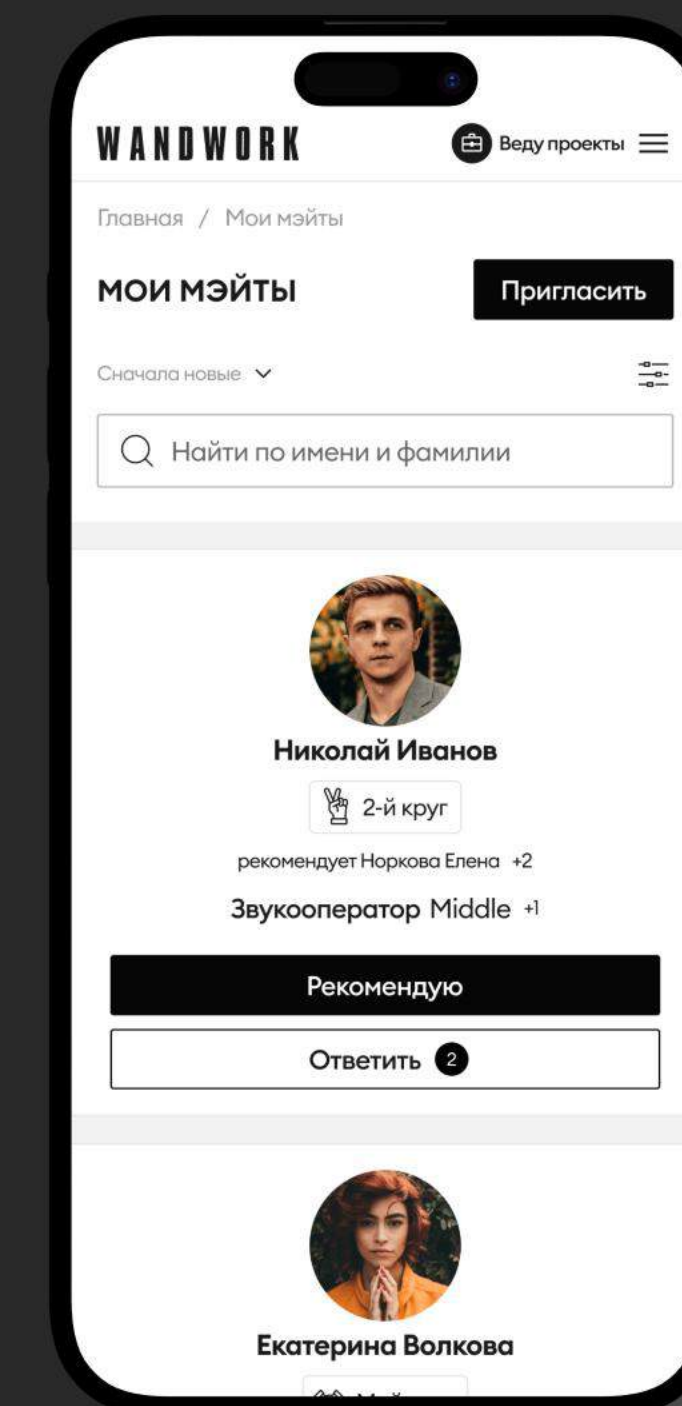 WANDWORK
Веду проекты
Главная / Мои мэйты
МОИ МЭЙТЫ
Пригласить
Сначала новые
Найти по имени и фамилии
Николай Иванов
2-й круг
рекомендует Норкова Елена +2
Звукооператор Middle +1
Рекомендую
Ответить 2
Екатерина Волкова